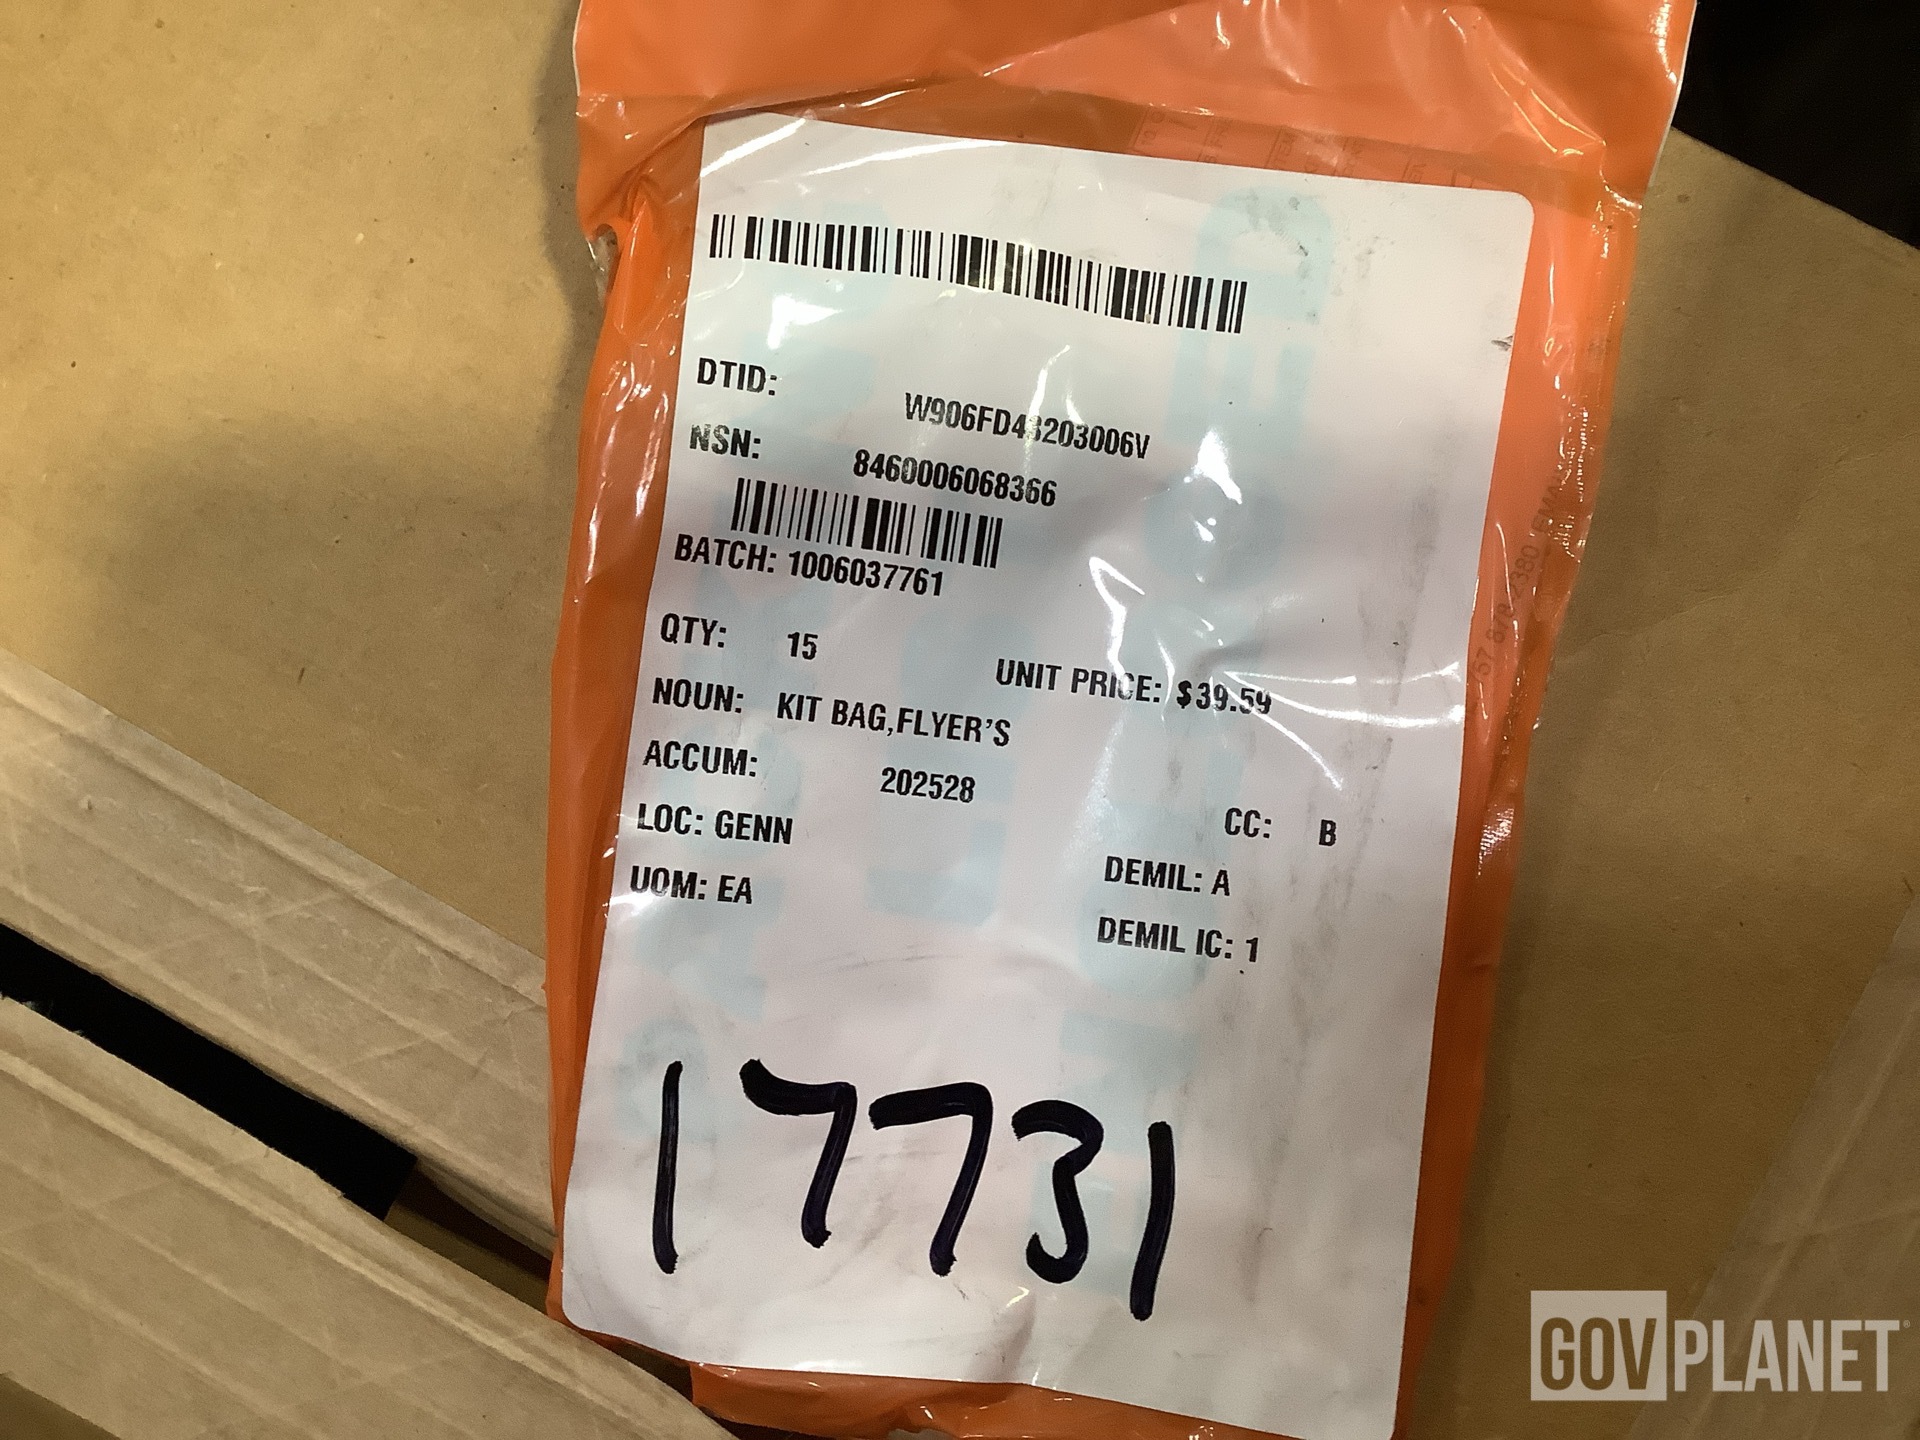 DTID: W906FD43203006V
NSN: 8460006068366
BATCH: 1006037761
QTY: 15
UNIT PRICE: $39.59
NOUN: KIT BAG,FLYER'S
ACCUM: 202528
LOC: GENN
CC: B
UOM: EA
DEMIL: A
DEMIL IC: 1
17731
GOVPLANET